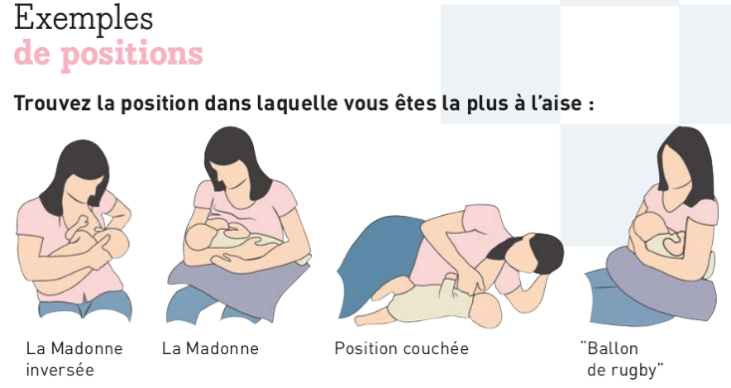 Exemples
de positions
Trouvez la position dans laquelle vous êtes la plus à l'aise :
La Madonne
inversée
La Madonne
Position couchée
"Ballon
de rugby"